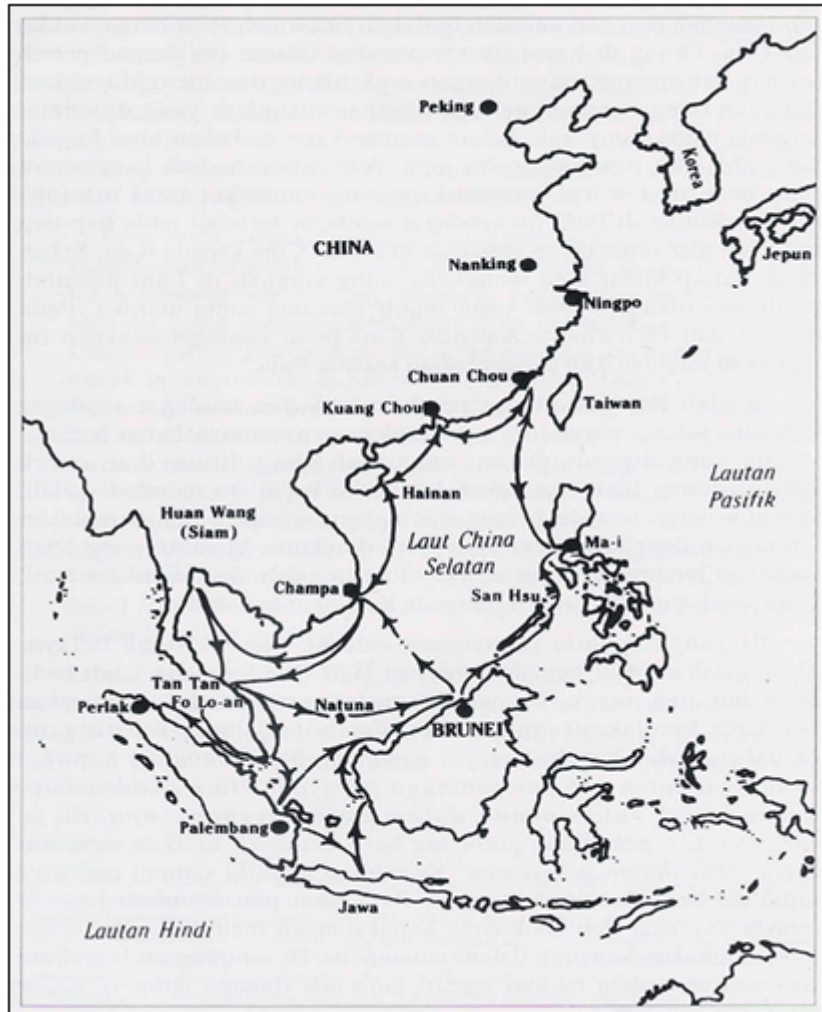 Peking
Korea
CHINA
Jepun
Nanking
Ningpo
Chuan Chou
Kuang Chou
Taiwan
Lautan
Pasifik
Hainan
Huan Wang
(Siam)
Laut China
Selatan
Ma-i
Champa
San Hsu
Tan Tan
Perlak
Fo Lo-an
Natuna
BRUNEI
Palembang
Jawa
Lautan Hindi